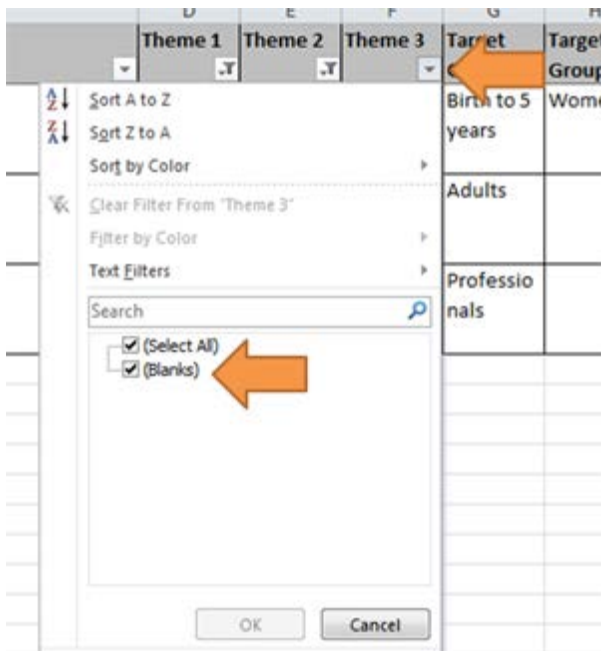 D E F G H
Theme 1 Theme 2 Theme 3 Target Target
Group
Sort A to Z
Sort Z to A
Sort by Color
Clear Filter From "Theme 3"
Filter by Color
Text Filters
Search
(Select All)
(Blanks)
OK Cancel
Birth to 5 Wome
years
Adults
Professio
nals